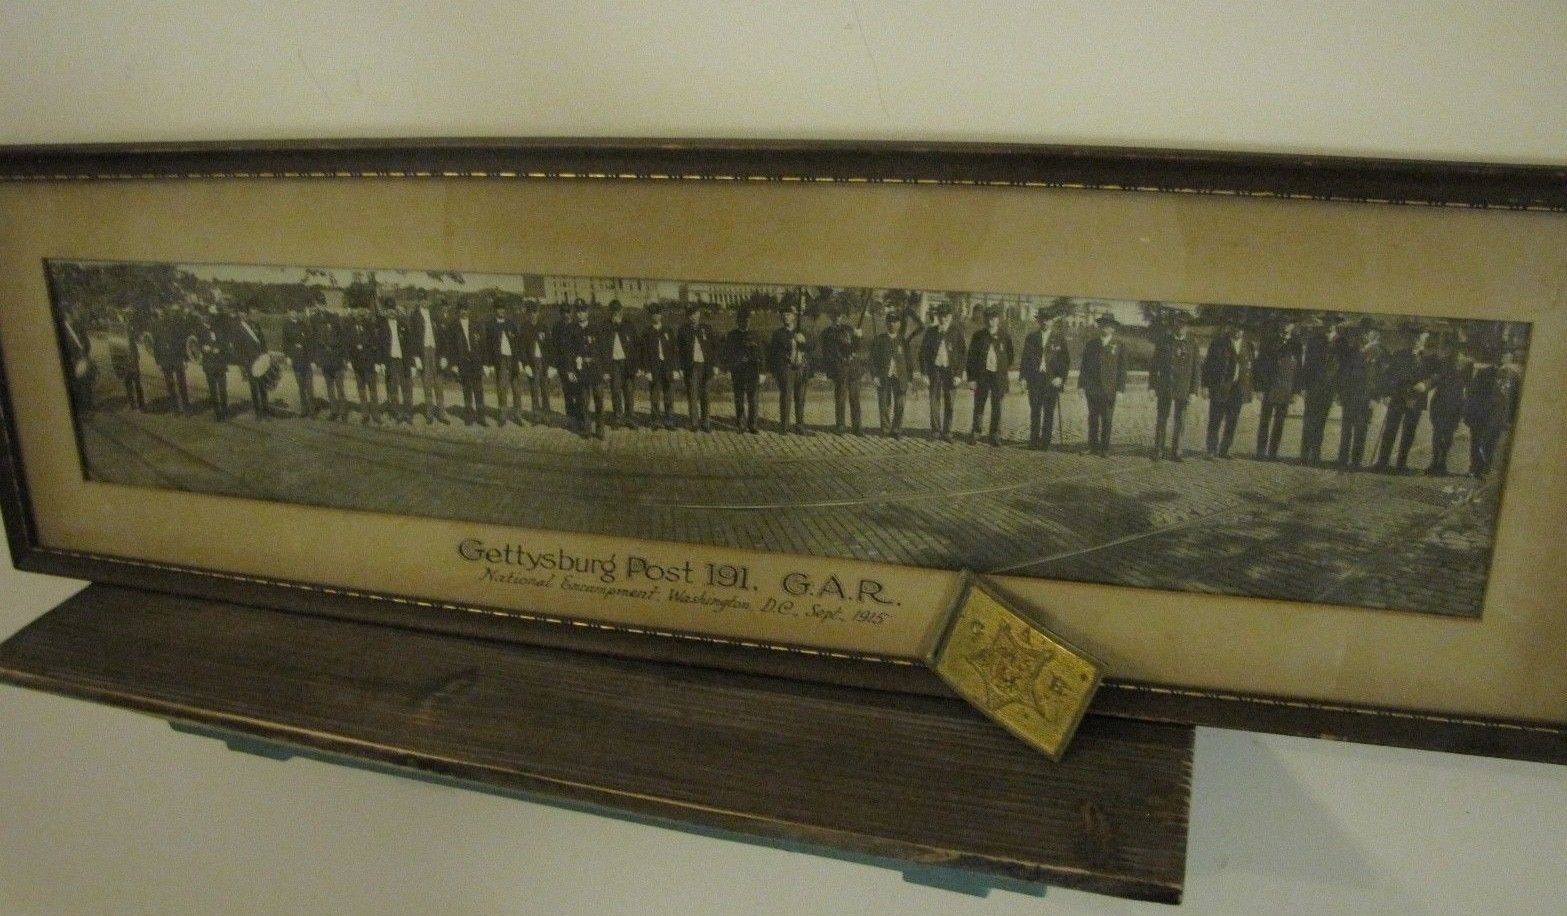 Gettysburg Post 191. G.A.R.
National Encampment, Washington, D.C., Sept., 1915
G A R